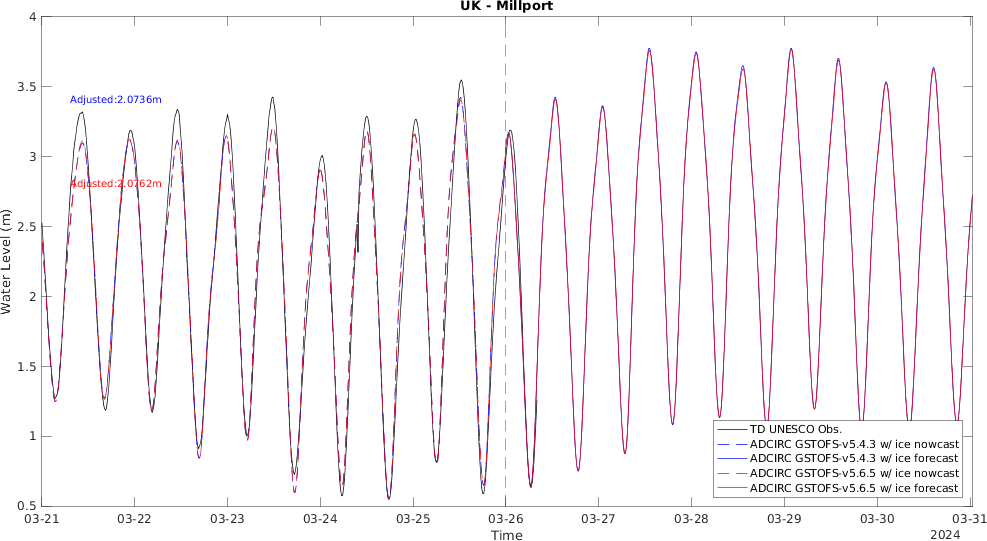 UK - Millport
4
3.5
3
2.5
2
1.5
1
0.5
Water Level (m)
Adjusted:2.0736m
Adjusted:2.0762m
TD UNESCO Obs.
ADCIRC GSTOFS-v5.4.3 w/ ice nowcast
ADCIRC GSTOFS-v5.4.3 w/ ice forecast
ADCIRC GSTOFS-v5.6.5 w/ ice nowcast
ADCIRC GSTOFS-v5.6.5 w/ ice forecast
03-21 03-22 03-23 03-24 03-25 03-26 03-27 03-28 03-29 03-30 03-31
Time
2024